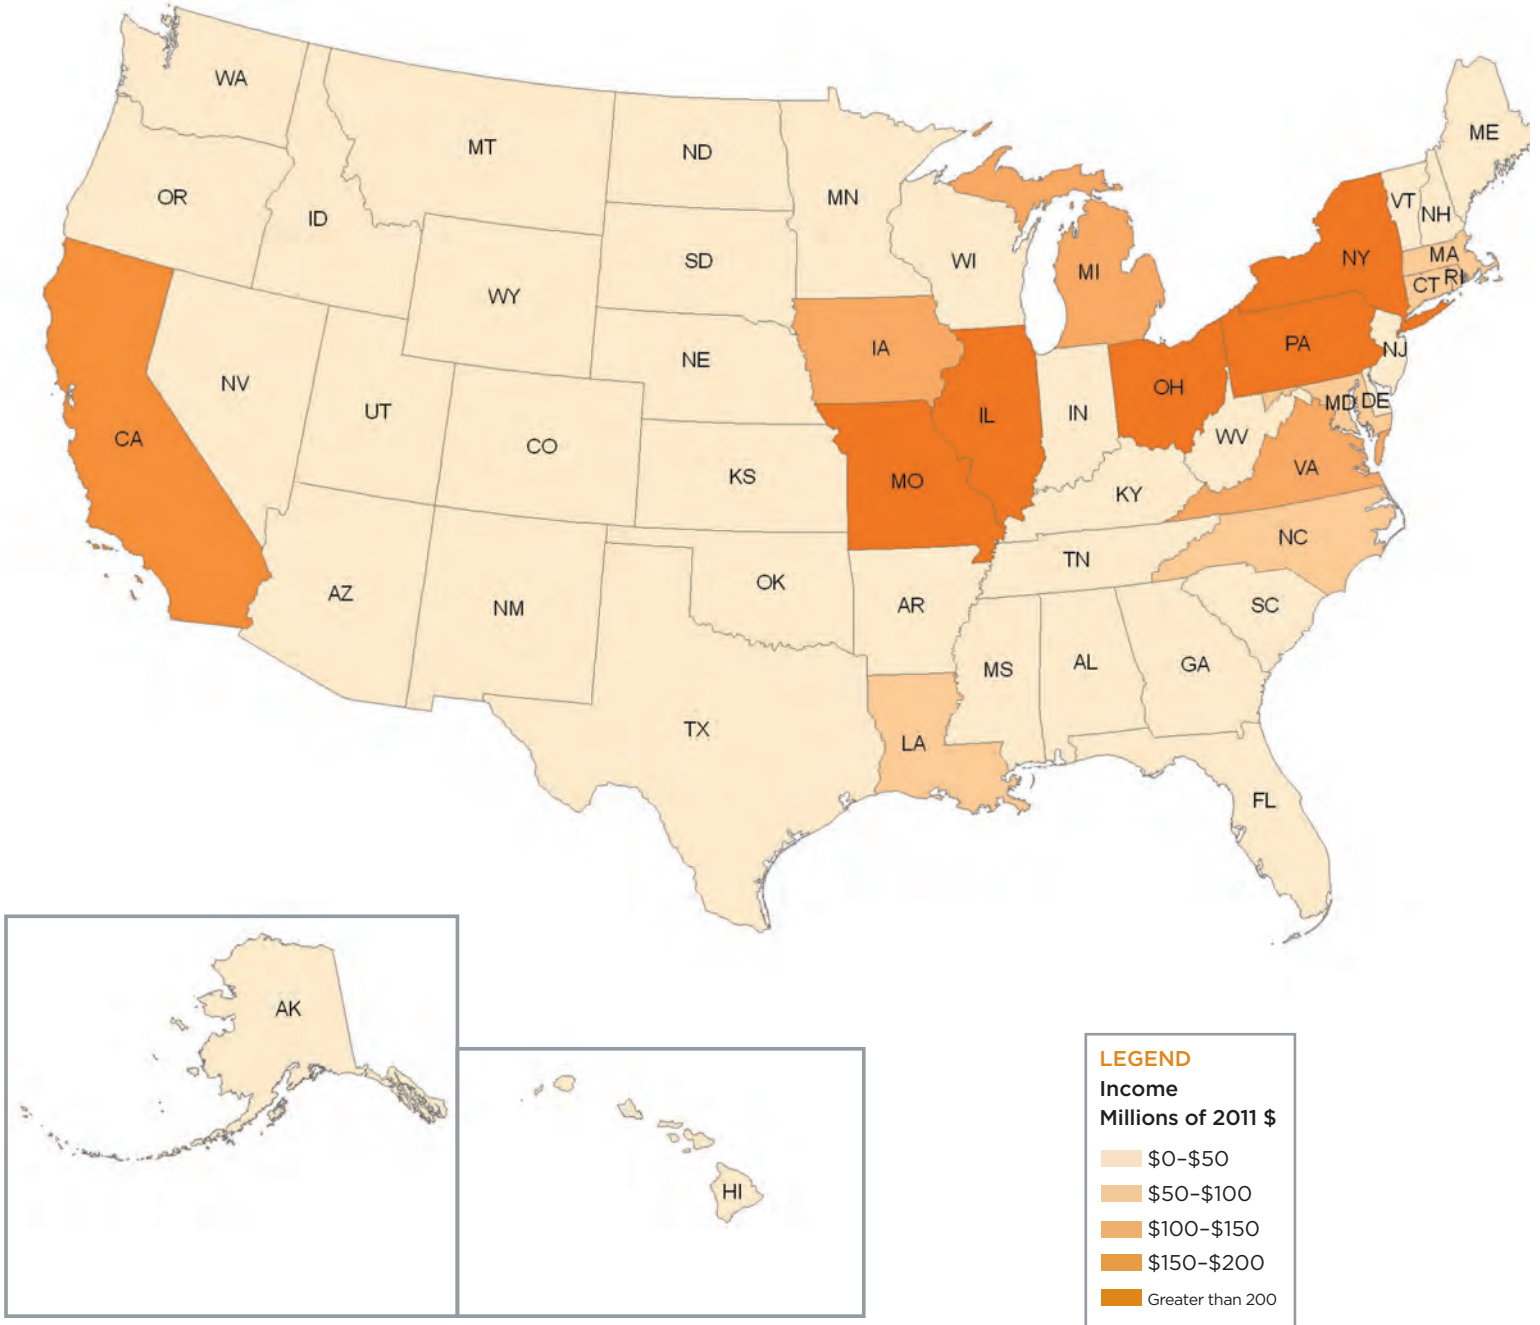 WA
MT
ND
MN
ME
OR
ID
SD
WI
MI
VT
NH
NY
MA
CT
RI
WY
NE
IA
PA
NJ
NV
UT
CO
KS
MO
IL
IN
OH
MD
DE
WV
VA
KY
CA
AZ
NM
OK
AR
TN
NC
SC
TX
LA
MS
AL
GA
FL
AK
HI
LEGEND
Income
Millions of 2011 $
$0–$50
$50–$100
$100–$150
$150–$200
Greater than 200